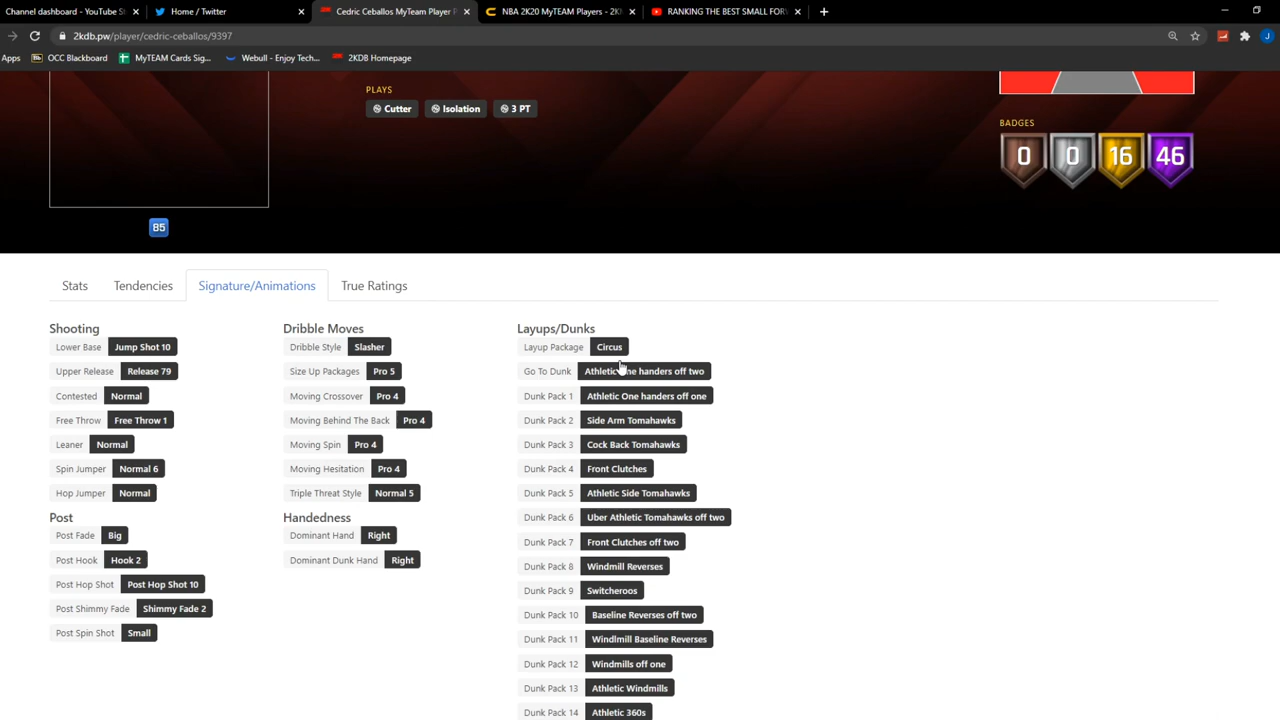 Channel dashboard - YouTube St
Home / Twitter
Cedric Ceballos MyTeam Player P
NBA 2K20 MyTEAM Players - 2K
RANKING THE BEST SMALL FOR
2kdb.pw/player/cedric-ceballos/9397
J
Apps
Bb OCC Blackboard
MyTEAM Cards Sig...
Webull - Enjoy Tech...
2KDB Homepage
PLAYS
Cutter
Isolation
3 PT
BADGES
0 0 16 46
85
Stats
Tendencies
Signature/Animations
True Ratings
Shooting
Lower Base Jump Shot 10
Upper Release Release 79
Contested Normal
Free Throw Free Throw 1
Leaner Normal
Spin Jumper Normal 6
Hop Jumper Normal
Post
Post Fade Big
Post Hook Hook 2
Post Hop Shot Post Hop Shot 10
Post Shimmy Fade Shimmy Fade 2
Post Spin Shot Small
Dribble Moves
Dribble Style Slasher
Size Up Packages Pro 5
Moving Crossover Pro 4
Moving Behind The Back Pro 4
Moving Spin Pro 4
Moving Hesitation Pro 4
Triple Threat Style Normal 5
Handedness
Dominant Hand Right
Dominant Dunk Hand Right
Layups/Dunks
Layup Package Circus
Go To Dunk Athletic One handers off two
Dunk Pack 1 Athletic One handers off one
Dunk Pack 2 Side Arm Tomahawks
Dunk Pack 3 Cock Back Tomahawks
Dunk Pack 4 Front Clutches
Dunk Pack 5 Athletic Side Tomahawks
Dunk Pack 6 Uber Athletic Tomahawks off two
Dunk Pack 7 Front Clutches off two
Dunk Pack 8 Windmill Reverses
Dunk Pack 9 Switcheroos
Dunk Pack 10 Baseline Reverses off two
Dunk Pack 11 Windlmill Baseline Reverses
Dunk Pack 12 Windmills off one
Dunk Pack 13 Athletic Windmills
Dunk Pack 14 Athletic 360s